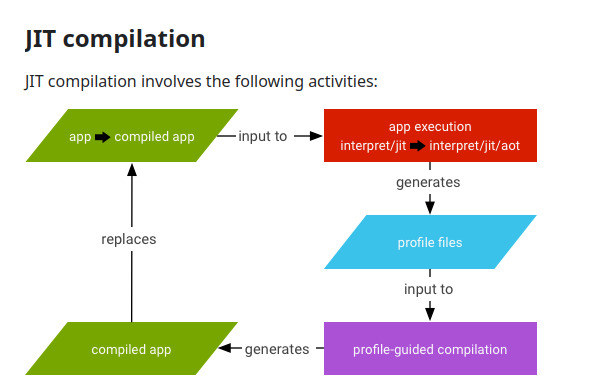 JIT compilation
JIT compilation involves the following activities:
app ➡ compiled app
input to
app execution
interpret/jit ➡ interpret/jit/aot
generates
profile files
replaces
input to
compiled app
generates
profile-guided compilation